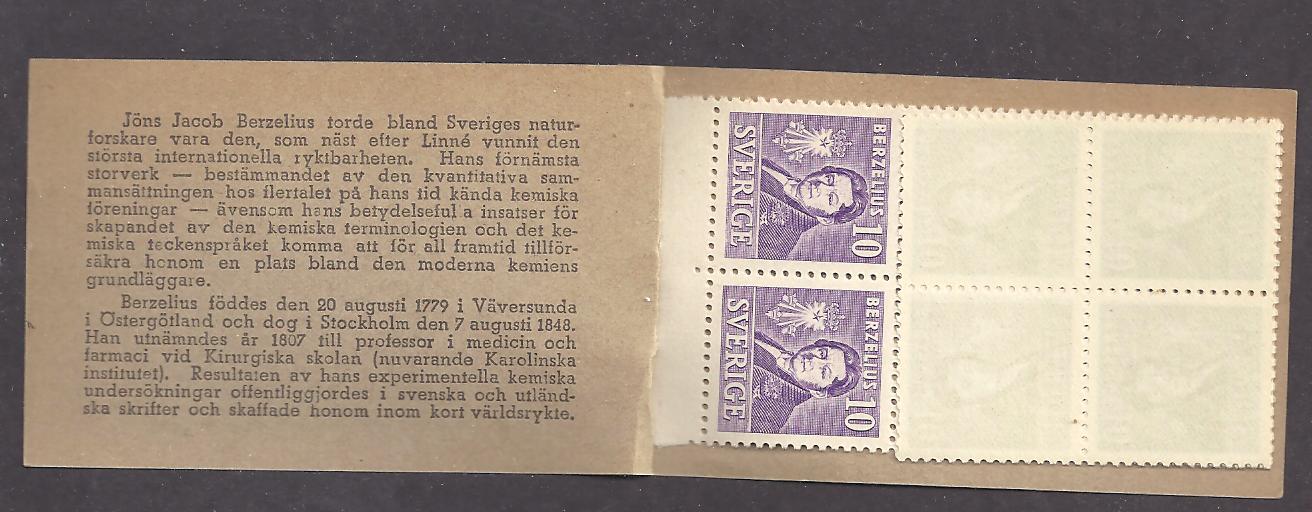 Jöns Jacob Berzelius torde bland Sveriges natur-
forskare vara den, som näst efter Linné vunnit den
största internationella ryktbarheten. Hans förnämsta
storverk — bestämmandet av den kvantitativa sam-
mansättningen hos flertalet på hans tid kända kemiska
föreningar — ävensom hans betydelsefulla insatser för
skapandet av den kemiska terminologien och det ke-
miska teckenspråket komma att för all framtid tillför-
säkra honom en plats bland den moderna kemiens
grundläggare.
Berzelius föddes den 20 augusti 1779 i Väversunda
i Östergötland och dog i Stockholm den 7 augusti 1848.
Han utnämndes år 1807 till professor i medicin och
farmaci vid Kirurgiska skolan (nuvarande Karolinska
institutet). Resultaten av hans experimentella kemiska
undersökningar offentliggjordes i svenska och utländ-
ska skrifter och skaffade honom inom kort världsrykte.
BERZELIUS
10
SVERIGE
BERZELIUS
10
SVERIGE